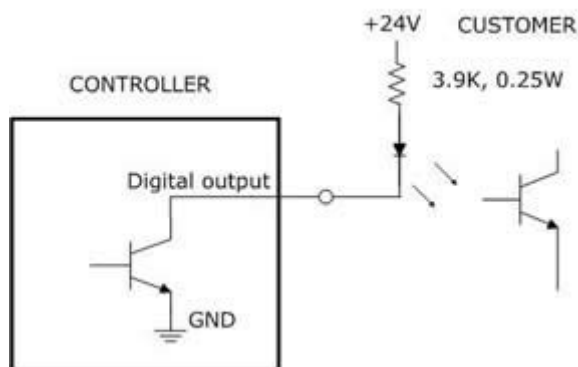 +24V CUSTOMER
3.9K, 0.25W
CONTROLLER
Digital output
GND